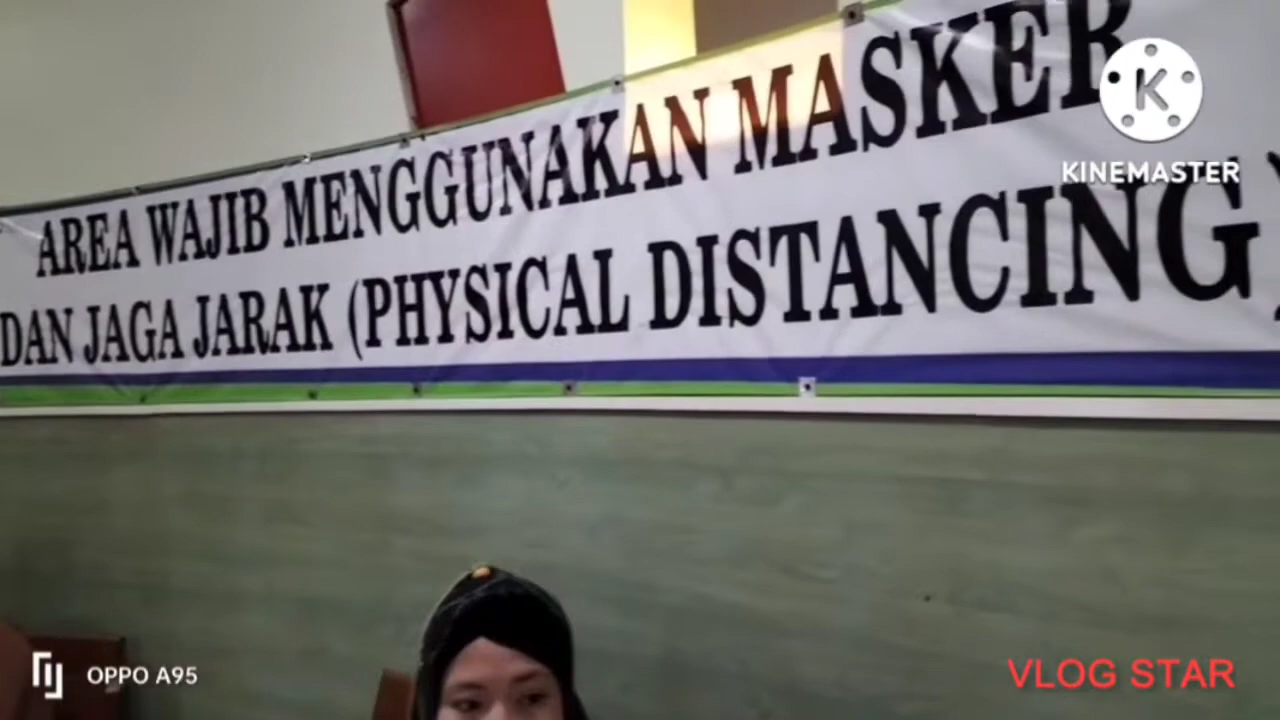 AREA WAJIB MENGGUNAKAN MASKER
DAN JAGA JARAK (PHYSICAL DISTANCING)
K
KINEMASTER
OPPO A95
VLOG STAR